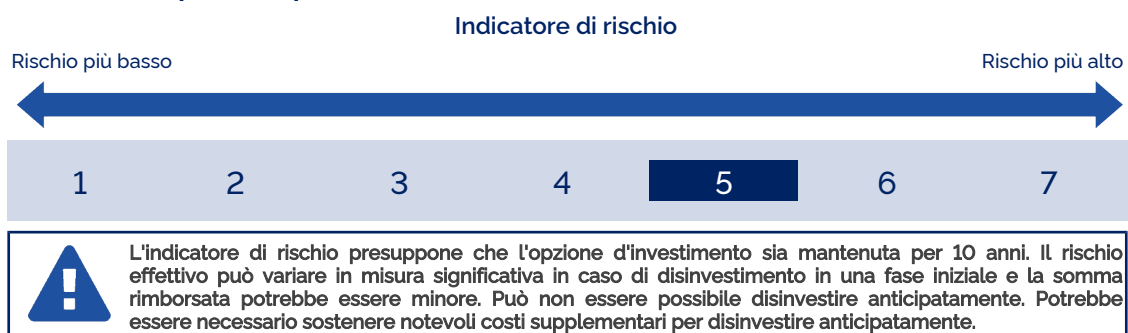 Indicatore di rischio
Rischio più basso
Rischio più alto
1 2 3 4 5 6 7
L'indicatore di rischio presuppone che l'opzione d'investimento sia mantenuta per 10 anni. Il rischio
effettivo può variare in misura significativa in caso di disinvestimento in una fase iniziale e la somma
rimborsata potrebbe essere minore. Può non essere possibile disinvestire anticipatamente. Potrebbe
essere necessario sostenere notevoli costi supplementari per disinvestire anticipatamente.